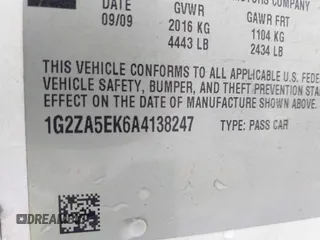 MOTORS COMPANY
DATE GVWR GAWR FRT
09/09 2016 KG 1104 KG
4443 LB 2434 LB
THIS VEHICLE CONFORMS TO ALL APPLICABLE U.S. FEDE
VEHICLE SAFETY, BUMPER, AND THEFT PREVENTION STA
EFFECT ON THE DATE OF MANUFACTURE SHOWN ABOVE.
1G2ZA5EK6A4138247 TYPE: PASS CAR